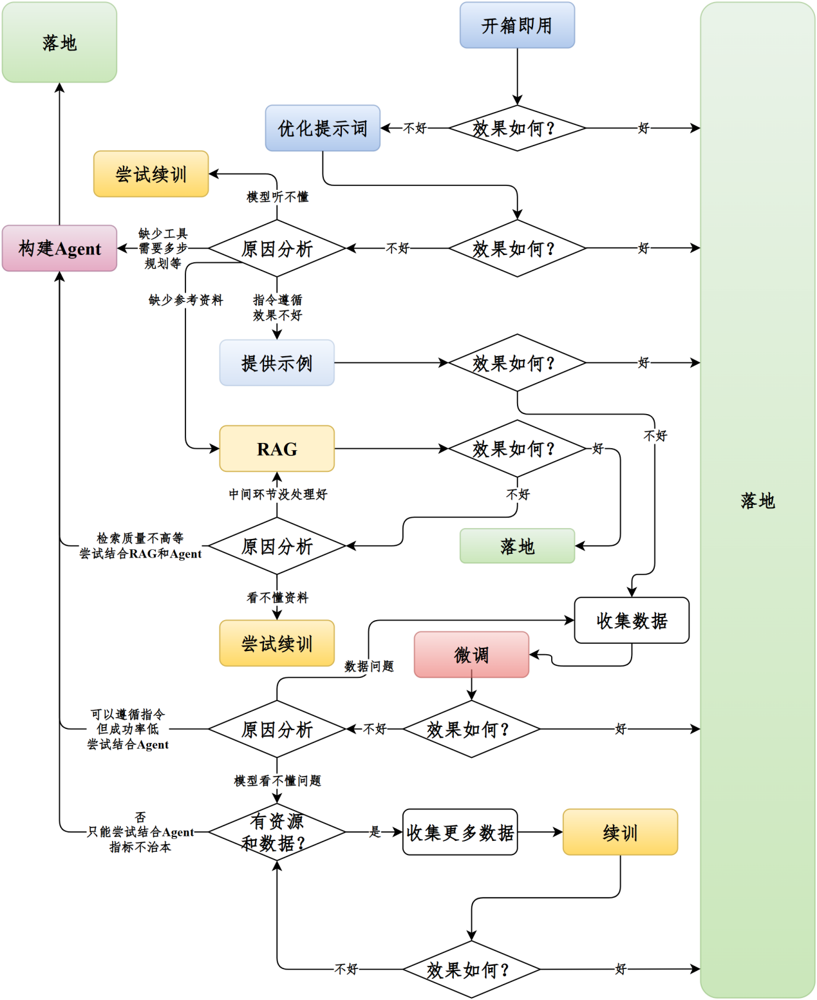 落地
开箱即用
优化提示词
不好
效果如何？
好
尝试续训
模型听不懂
构建Agent
缺少工具
需要多步
规划等
原因分析
不好
效果如何？
好
缺少参考资料
指令遵循
效果不好
提供示例
效果如何？
好
不好
RAG
效果如何？
好
落地
中间环节没处理好
不好
检索质量不高等
尝试结合RAG和Agent
原因分析
落地
看不懂资料
收集数据
尝试续训
微调
数据问题
可以遵循指令
但成功率低
尝试结合Agent
原因分析
不好
效果如何？
好
模型看不懂问题
否
只能尝试结合Agent
指标不治本
有资源
和数据？
是
收集更多数据
续训
不好
效果如何？
好